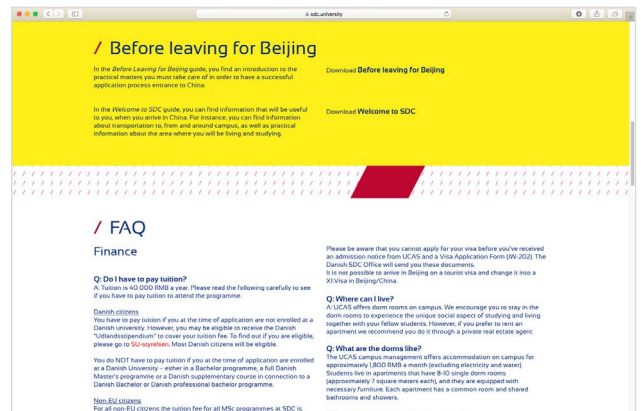 sdc.university
/ Before leaving for Beijing
In the Before Leaving for Beijing guide, you find an introduction to the
practical matters you must take care of in order to have a successful
application process entrance to China.
Download Before leaving for Beijing
In the Welcome to SDC guide, you can find information that will be useful
to you, when you arrive in China. For instance, you can find information
about transportation to, from and around campus, as well as practical
information about the area where you will be living and studying.
Download Welcome to SDC
/ FAQ
Finance
Q: Do I have to pay tuition?
A: Tuition is 40 000 RMB a year. Please read the following carefully to see
if you have to pay tuition to attend the programme.
Danish citizens
You have to pay tuition if you at the time of application are not enrolled at a
Danish university. However, you may be eligible to receive the Danish
"Udlandsstipendium" to cover your tuition fee. To find out if you are eligible,
please go to SU-styrelsen. Most Danish citizens will be eligible.
You do NOT have to pay tuition if you at the time of application are enrolled
at a Danish University – either in a Bachelor programme, a full Danish
Master's programme or a Danish supplementary course in connection to a
Danish Bachelor or Danish professional bachelor programme.
Non-EU citizens
For all non-EU citizens the tuition fee for all MSc programmes at SDC is
Please be aware that you cannot apply for your visa before you've received
an admission notice from UCAS and a Visa Application Form (JW-202). The
Danish SDC Office will send you these documents.
It is not possible to arrive in Beijing on a tourist visa and change it into a
X1 Visa in Beijing/China.
Q: Where can I live?
A: UCAS offers dorm rooms on campus. We encourage you to stay in the
dorm rooms to experience the unique social aspect of studying and living
together with your fellow students. However, if you prefer to rent an
apartment we recommend you do it through a private real estate agent.
Q: What are the dorms like?
The UCAS campus management offers accommodation on campus for
approximately 1,800 RMB a month (excluding electricity and water).
Students live in apartments that have 8-10 single dorm rooms
(approximately 7 square meters each), and they are equipped with
necessary furniture. Each apartment has a common room and shared
bathrooms and showers.